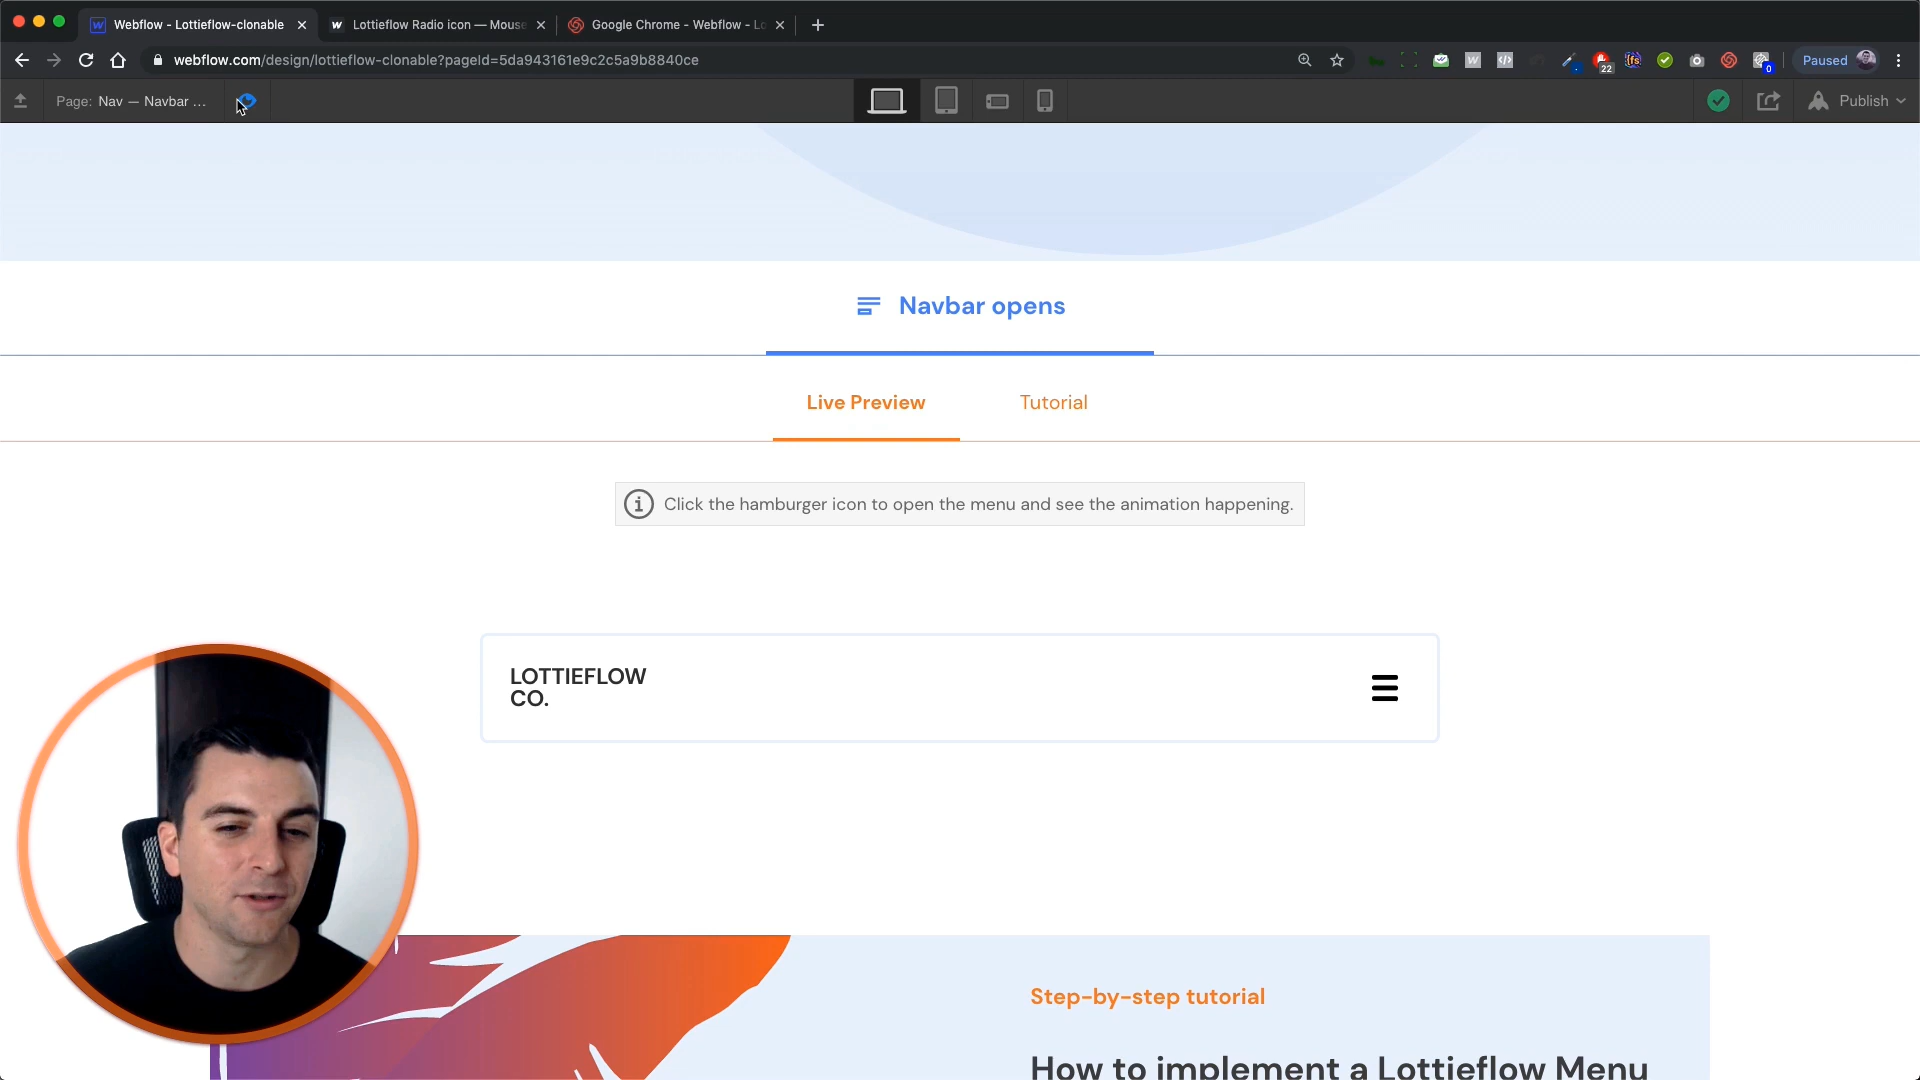 Webflow - Lottieflow-clonable
Lottieflow Radio icon — Mouse
Google Chrome - Webflow - Lo
webflow.com/design/lottieflow-clonable?pageId=5da943161e9c2c5a9b8840ce
22
0
Paused
Page: Nav — Navbar ...
Publish
Navbar opens
Live Preview
Tutorial
Click the hamburger icon to open the menu and see the animation happening.
LOTTIEFLOW
CO.
Step-by-step tutorial
How to implement a Lottieflow Menu